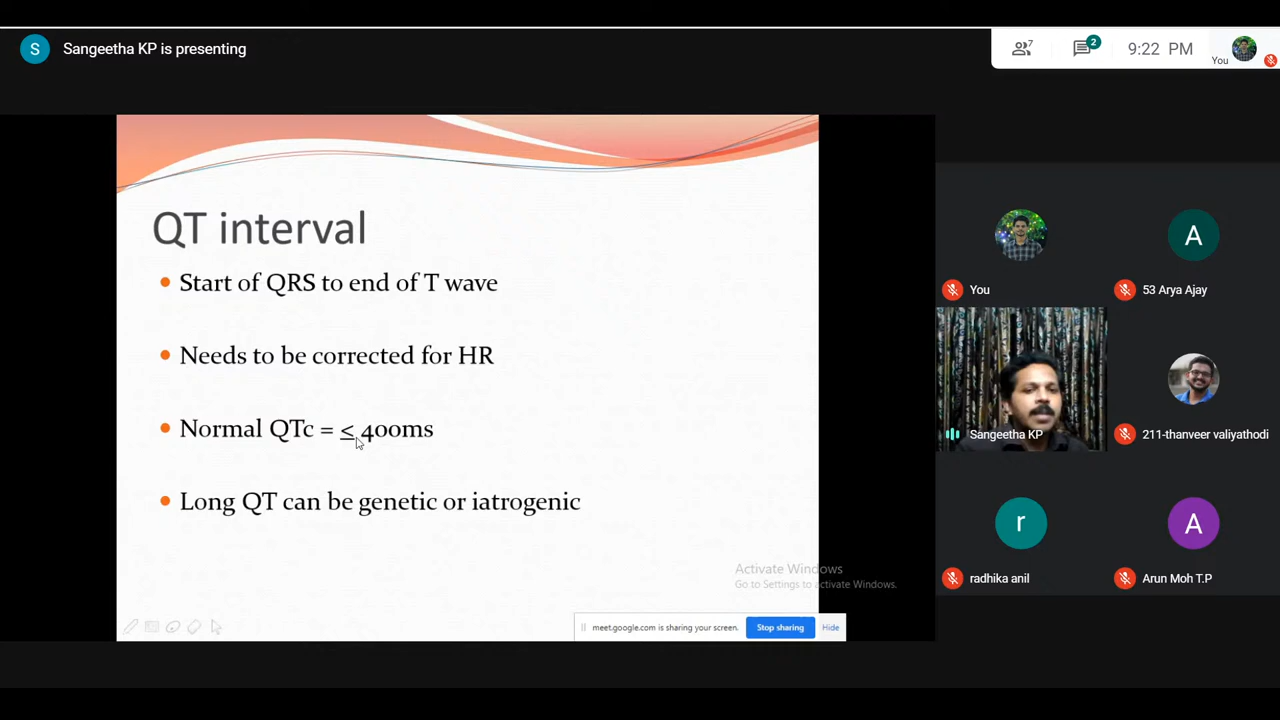 S
Sangeetha KP is presenting
7
2
9:22 PM
You
QT interval
Start of QRS to end of T wave
Needs to be corrected for HR
Normal QTc = ≤ 400ms
Long QT can be genetic or iatrogenic
Activate Windows
Go to Settings to activate Windows.
meet.google.com is sharing your screen.
Stop sharing
Hide
You
A
53 Arya Ajay
Sangeetha KP
211-thanveer valiyathodi
r
radhika anil
A
Arun Moh T.P